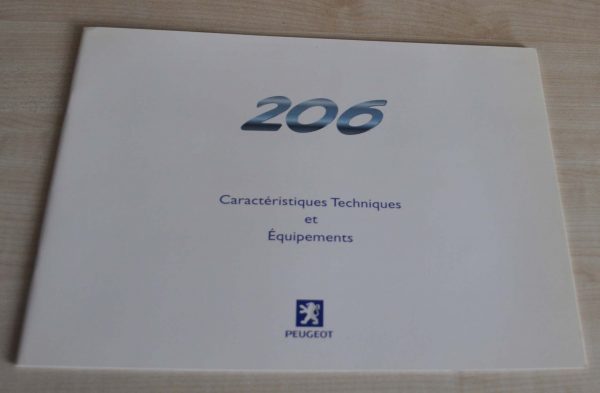 206
Caractéristiques Techniques
et
Équipements
PEUGEOT